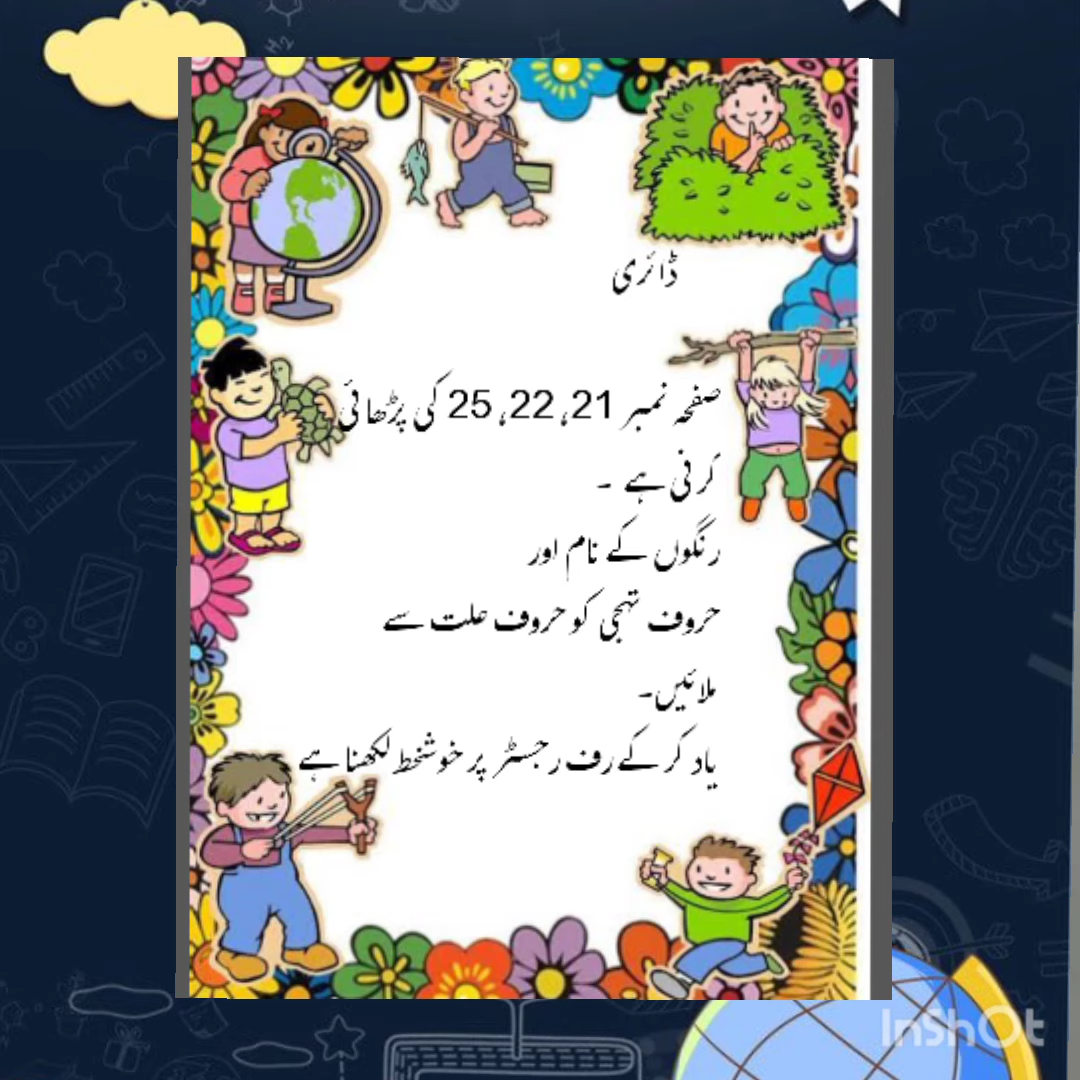 ڈائری
صفحہ نمبر 21، 22، 25 کی پڑھائی
کرنی ہے ۔
رنگوں کے نام اور
حروف تہجی کو حروف علت سے
ملائیں۔
یاد کر کے رف رجسٹر پر خوشخط لکھنا ہے
InShOt